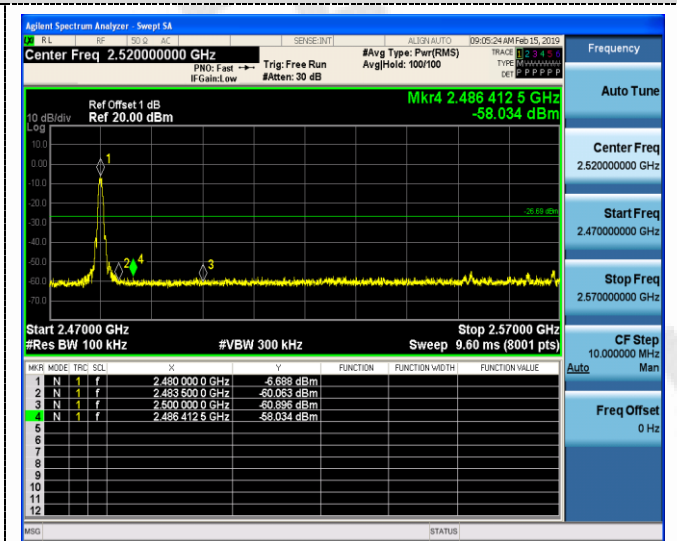 Agilent Spectrum Analyzer - Swept SA
RL RF 50 Ω AC SENSE:INT ALIGN AUTO 09:05:24 AM Feb 15, 2019
Center Freq 2.520000000 GHz
PNO: Fast
IFGain:Low
Trig: Free Run
#Atten: 30 dB
#Avg Type: Pwr(RMS)
Avg|Hold: 100/100
TRACE 1 2 3 4 5 6
TYPE M
DET P P P P P P
Frequency
Auto Tune
Center Freq
2.520000000 GHz
Start Freq
2.470000000 GHz
Stop Freq
2.570000000 GHz
CF Step
10.000000 MHz
Auto Man
Freq Offset
0 Hz
Mkr4 2.486 412 5 GHz
-58.034 dBm
Ref Offset 1 dB
10 dB/div Ref 20.00 dBm
Log
10.0
0.00
-10.0
-20.0
-30.0
-40.0
-50.0
-60.0
-70.0
1
2
4
3
-26.69 dBm
Start 2.47000 GHz Stop 2.57000 GHz
#Res BW 100 kHz #VBW 300 kHz Sweep 9.60 ms (8001 pts)
MKR MODE TRC SCL X Y FUNCTION FUNCTION WIDTH FUNCTION VALUE
1 N 1 f 2.480 000 0 GHz -6.688 dBm
2 N 1 f 2.483 500 0 GHz -60.063 dBm
3 N 1 f 2.500 000 0 GHz -60.896 dBm
4 N 1 f 2.486 412 5 GHz -58.034 dBm
5
6
7
8
9
10
11
12
MSG STATUS